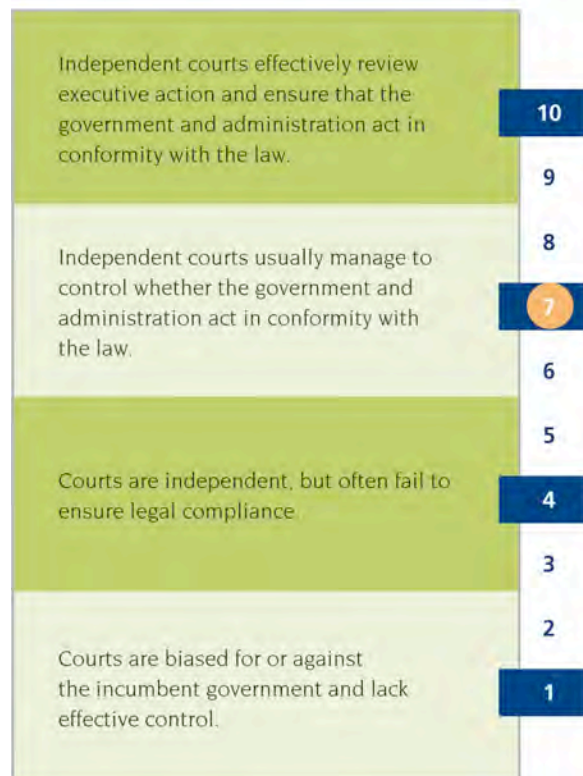 Independent courts effectively review
executive action and ensure that the
government and administration act in
conformity with the law.
10
9
Independent courts usually manage to
control whether the government and
administration act in conformity with
the law.
8
7
6
5
Courts are independent, but often fail to
ensure legal compliance.
4
3
2
Courts are biased for or against
the incumbent government and lack
effective control.
1